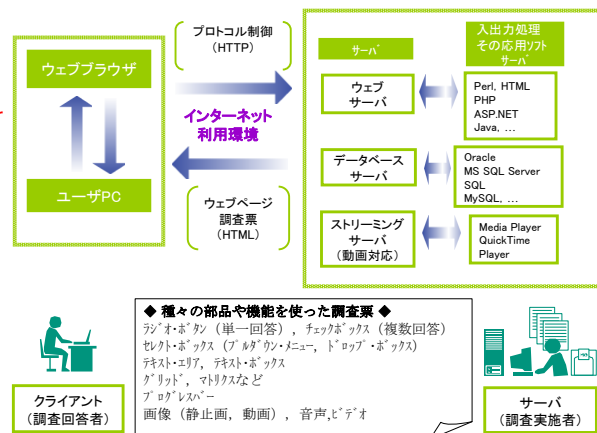 プロトコル制御
(HTTP)
ウェブブラウザ
ユーザPC
インターネット
利用環境
ウェブページ
調査票
(HTML)
サーバ
入出力処理
その応用ソフト
サーバ
ウェブ
サーバ
Perl, HTML
PHP
ASP.NET
Java, ...
データベース
サーバ
Oracle
MS SQL Server
SQL
MySQL, ...
ストリーミング
サーバ
(動画対応)
Media Player
QuickTime
Player
◆ 種々の部品や機能を使った調査票 ◆
ラジオ・ボタン（単一回答），チェックボックス（複数回答）
セレクト・ボックス（プルダウン・メニュー，ドロップ・ボックス）
テキスト・エリア，テキスト・ボックス
グリッド，マトリクスなど
プログレスバー
画像（静止画，動画），音声,ビデオ
クライアント
（調査回答者）
サーバ
（調査実施者）